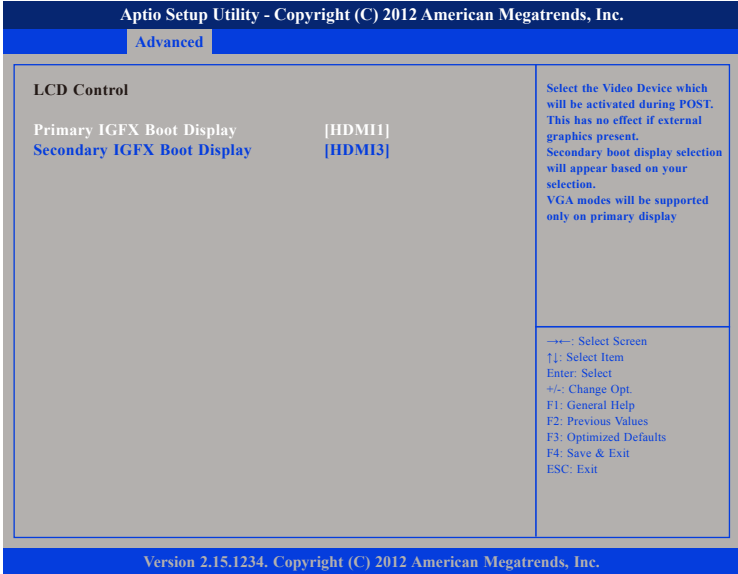 Aptio Setup Utility - Copyright (C) 2012 American Megatrends, Inc.
Advanced
LCD Control
Primary IGFX Boot Display [HDMI1]
Secondary IGFX Boot Display [HDMI3]
Select the Video Device which
will be activated during POST.
This has no effect if external
graphics present.
Secondary boot display selection
will appear based on your
selection.
VGA modes will be supported
only on primary display
→←: Select Screen
↑↓: Select Item
Enter: Select
+/-: Change Opt.
F1: General Help
F2: Previous Values
F3: Optimized Defaults
F4: Save & Exit
ESC: Exit
Version 2.15.1234. Copyright (C) 2012 American Megatrends, Inc.